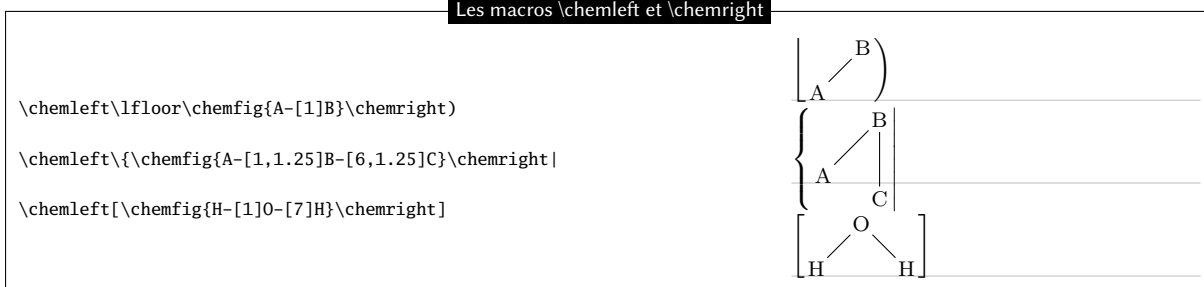 Les macros \chemleft et \chemright
\chemleft\lfloor\chemfig{A-[1]B}\chemright)
\chemleft\{\chemfig{A-[1,1.25]B-[6,1.25]C}\chemright|
\chemleft[\chemfig{H-[1]O-[7]H}\chemright]
B
A
B
A
C
O
H H